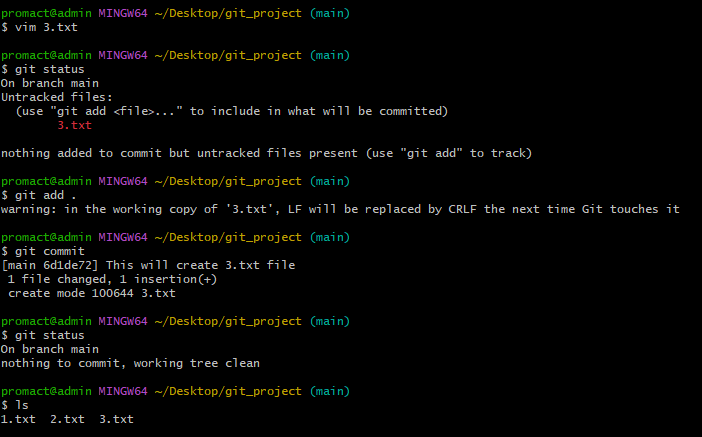 promact@admin MINGW64 ~/Desktop/git_project (main)
$ vim 3.txt

promact@admin MINGW64 ~/Desktop/git_project (main)
$ git status
On branch main
Untracked files:
  (use "git add <file>..." to include in what will be committed)
        3.txt

nothing added to commit but untracked files present (use "git add" to track)

promact@admin MINGW64 ~/Desktop/git_project (main)
$ git add .
warning: in the working copy of '3.txt', LF will be replaced by CRLF the next time Git touches it

promact@admin MINGW64 ~/Desktop/git_project (main)
$ git commit
[main 6d1de72] This will create 3.txt file
 1 file changed, 1 insertion(+)
 create mode 100644 3.txt

promact@admin MINGW64 ~/Desktop/git_project (main)
$ git status
On branch main
nothing to commit, working tree clean

promact@admin MINGW64 ~/Desktop/git_project (main)
$ ls
1.txt  2.txt  3.txt